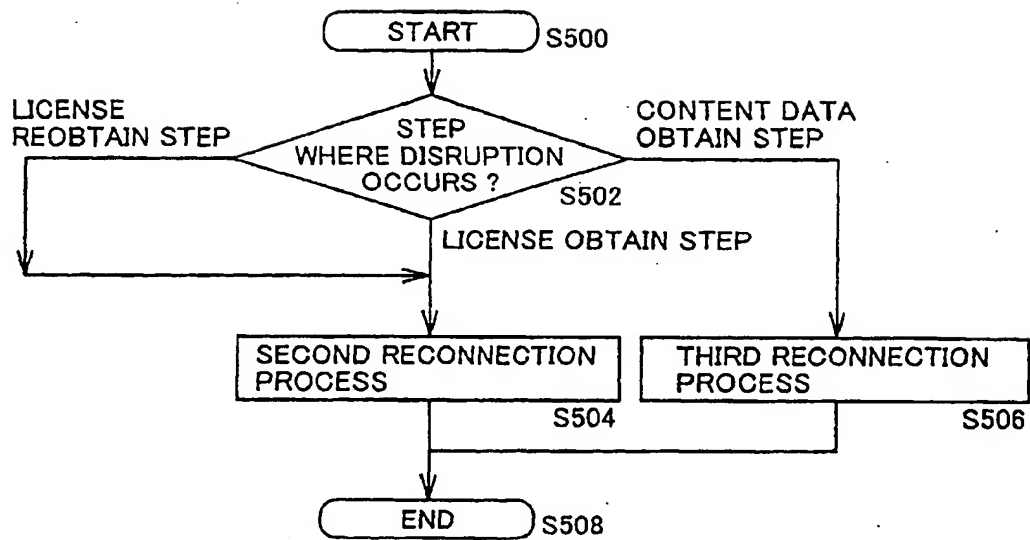 START
S500
LICENSE
REOBTAIN STEP
STEP
WHERE DISRUPTION
OCCURS ?
S502
CONTENT DATA
OBTAIN STEP
LICENSE OBTAIN STEP
SECOND RECONNECTION
PROCESS
S504
THIRD RECONNECTION
PROCESS
S506
END
S508